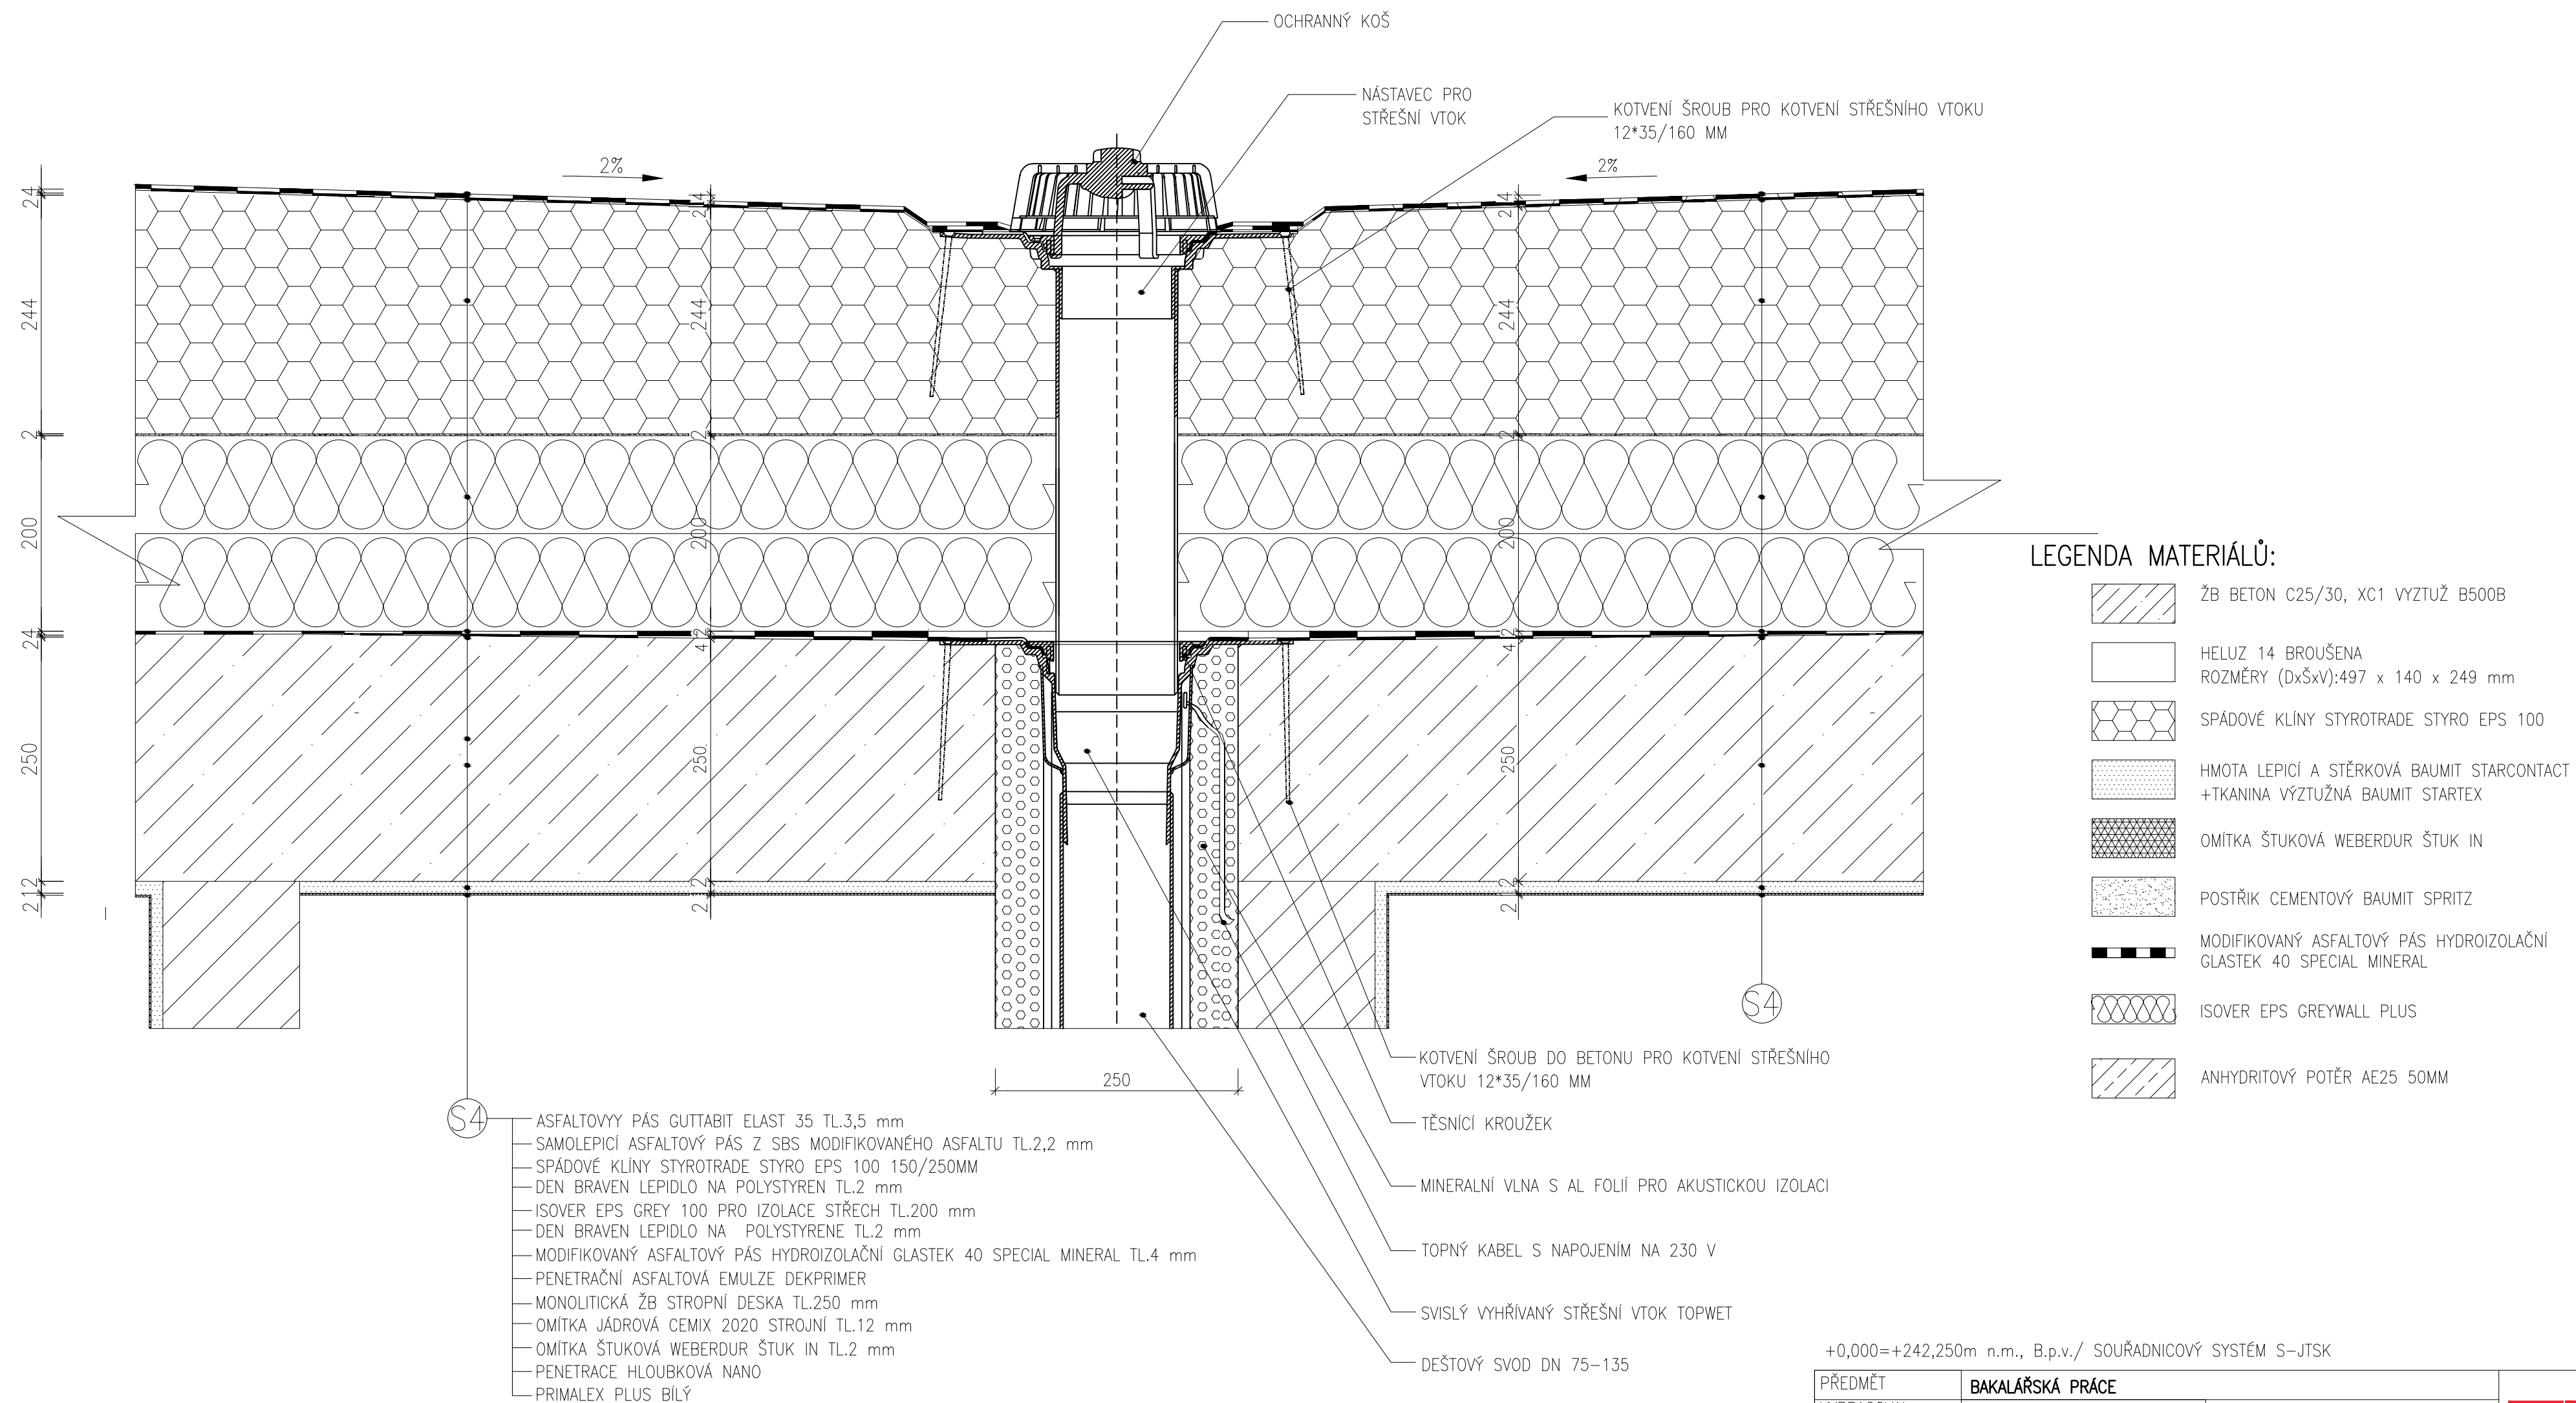 OCHRANNÝ KOŠ
NÁSTAVEC PRO
STŘEŠNÍ VTOK
KOTVENÍ ŠROUB PRO KOTVENÍ STŘEŠNÍHO VTOKU
12*35/160 MM
2%
2%
24
244
2
200
24
250
212
24
244
2
200
42
250
2 2
24
244
2
200
42
250
2 2
250
S4
S4
ASFALTOVYY PÁS GUTTABIT ELAST 35 TL.3,5 mm
SAMOLEPICÍ ASFALTOVÝ PÁS Z SBS MODIFIKOVANÉHO ASFALTU TL.2,2 mm
SPÁDOVÉ KLÍNY STYROTRADE STYRO EPS 100 150/250MM
DEN BRAVEN LEPIDLO NA POLYSTYREN TL.2 mm
ISOVER EPS GREY 100 PRO IZOLACE STŘECH TL.200 mm
DEN BRAVEN LEPIDLO NA POLYSTYRENE TL.2 mm
MODIFIKOVANÝ ASFALTOVÝ PÁS HYDROIZOLAČNÍ GLASTEK 40 SPECIAL MINERAL TL.4 mm
PENETRAČNÍ ASFALTOVÁ EMULZE DEKPRIMER
MONOLITICKÁ ŽB STROPNÍ DESKA TL.250 mm
OMÍTKA JÁDROVÁ CEMIX 2020 STROJNÍ TL.12 mm
OMÍTKA ŠTUKOVÁ WEBERDUR ŠTUK IN TL.2 mm
PENETRACE HLOUBKOVÁ NANO
PRIMALEX PLUS BÍLÝ
KOTVENÍ ŠROUB DO BETONU PRO KOTVENÍ STŘEŠNÍHO
VTOKU 12*35/160 MM
TĚSNÍCÍ KROUŽEK
MINERALNÍ VLNA S AL FOLIÍ PRO AKUSTICKOU IZOLACI
TOPNÝ KABEL S NAPOJENÍM NA 230 V
SVISLÝ VYHŘÍVANÝ STŘEŠNÍ VTOK TOPWET
DEŠTOVÝ SVOD DN 75-135
LEGENDA MATERIÁLŮ:
ŽB BETON C25/30, XC1 VYZTUŽ B500B
HELUZ 14 BROUŠENA
ROZMĚRY (DxŠxV):497 x 140 x 249 mm
SPÁDOVÉ KLÍNY STYROTRADE STYRO EPS 100
HMOTA LEPICÍ A STĚRKOVÁ BAUMIT STARCONTACT
+TKANINA VÝZTUŽNÁ BAUMIT STARTEX
OMÍTKA ŠTUKOVÁ WEBERDUR ŠTUK IN
POSTŘIK CEMENTOVÝ BAUMIT SPRITZ
MODIFIKOVANÝ ASFALTOVÝ PÁS HYDROIZOLAČNÍ
GLASTEK 40 SPECIAL MINERAL
ISOVER EPS GREYWALL PLUS
ANHYDRITOVÝ POTĚR AE25 50MM
+0,000=+242,250m n.m., B.p.v./ SOUŘADNICOVÝ SYSTÉM S-JTSK
PŘEDMĚT
BAKALÁŘSKÁ PRÁCE